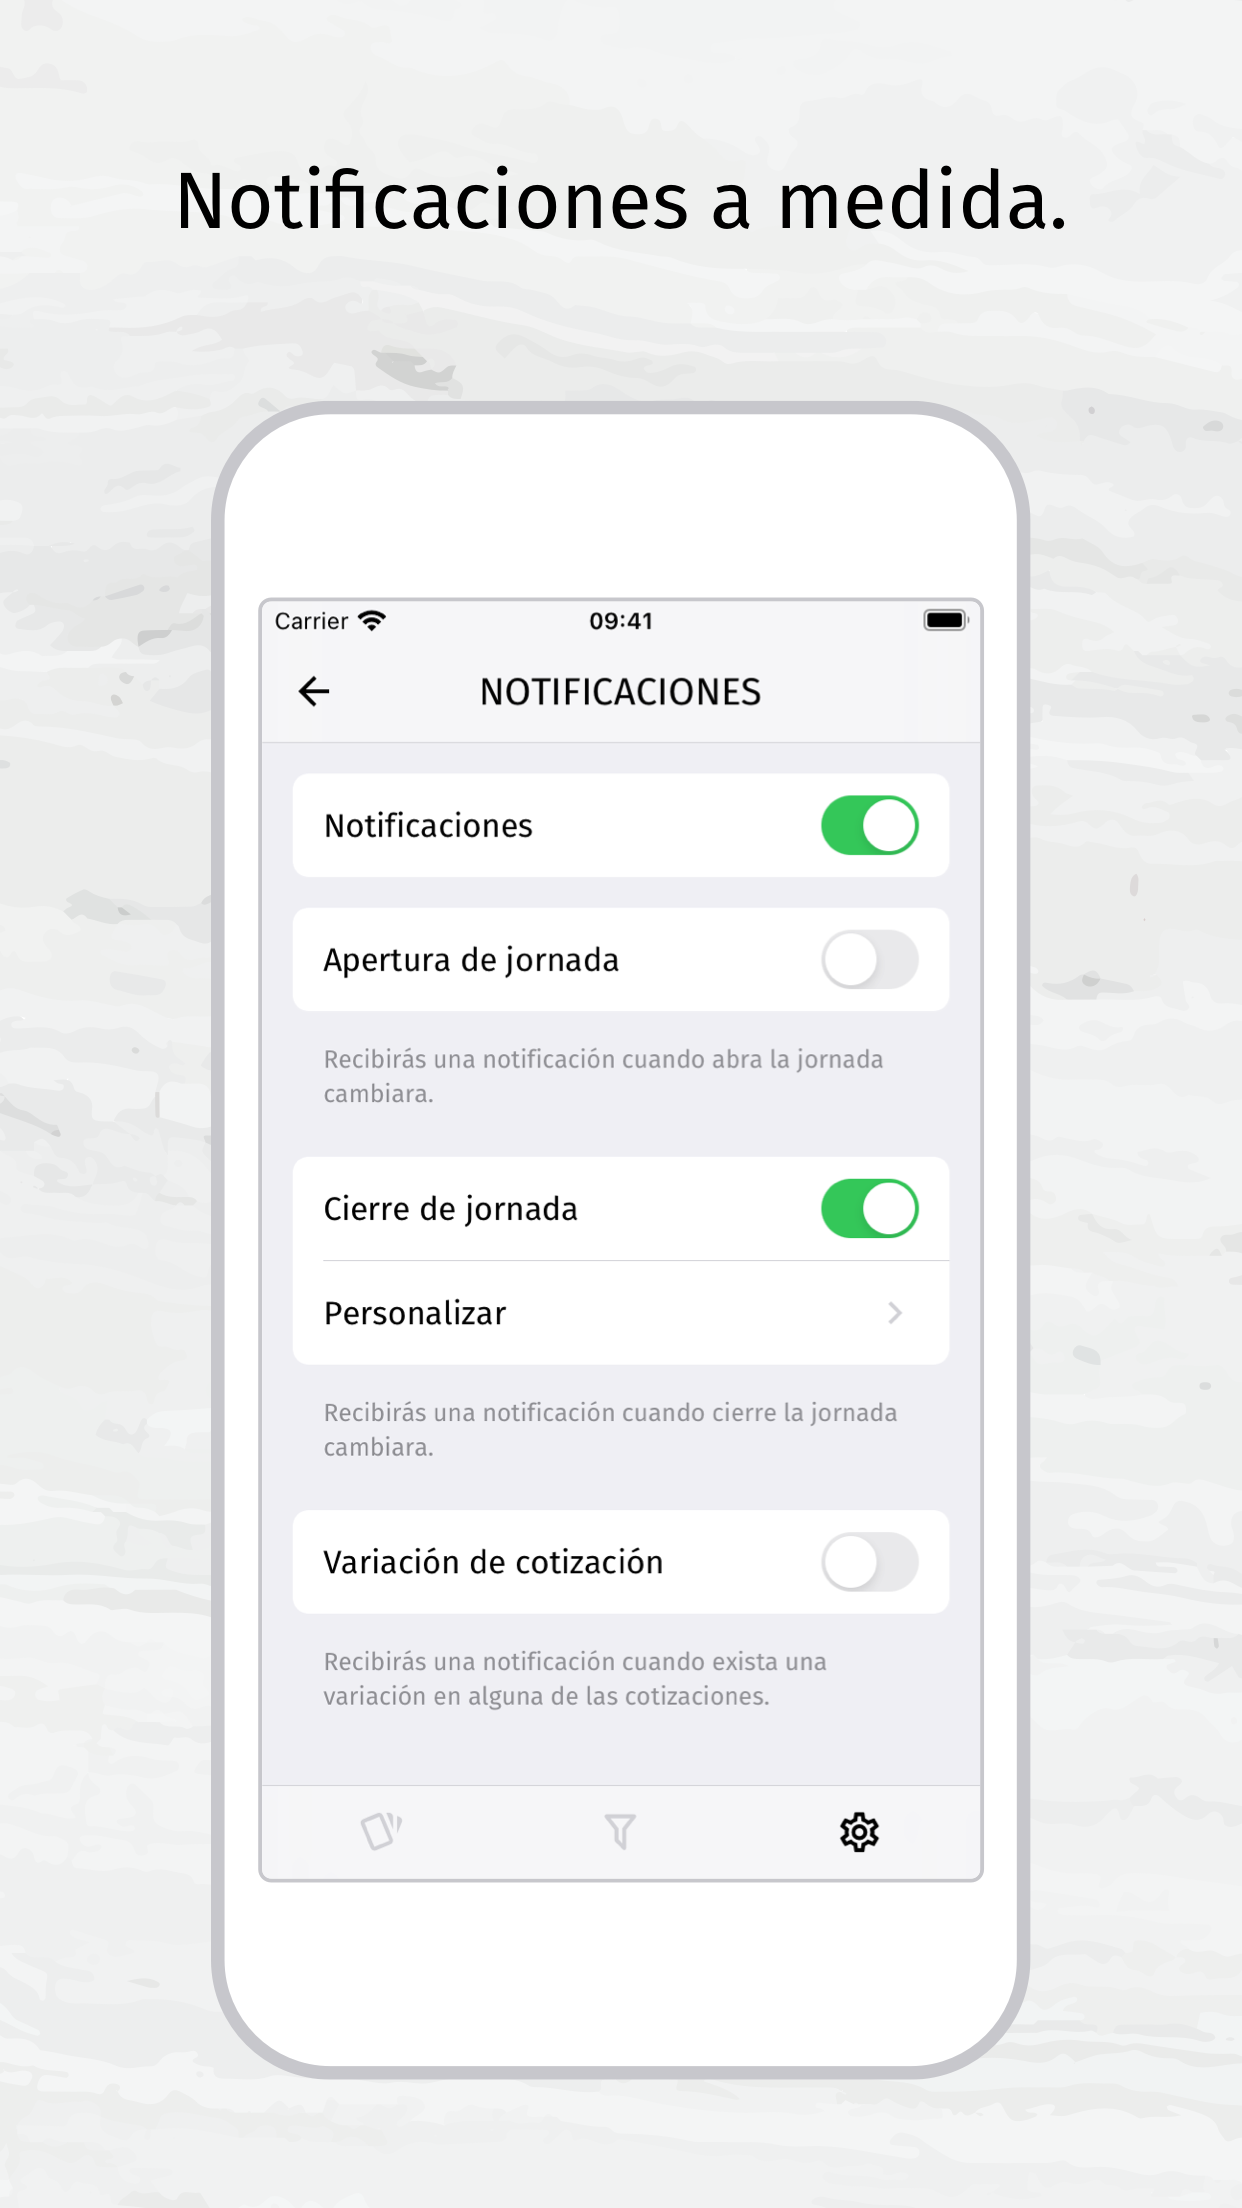 Notificaciones a medida.
Carrier
09:41
NOTIFICACIONES
Notificaciones
Apertura de jornada
Recibirás una notificación cuando abra la jornada
cambiara.
Cierre de jornada
Personalizar
Recibirás una notificación cuando cierre la jornada
cambiara.
Variación de cotización
Recibirás una notificación cuando exista una
variación en alguna de las cotizaciones.